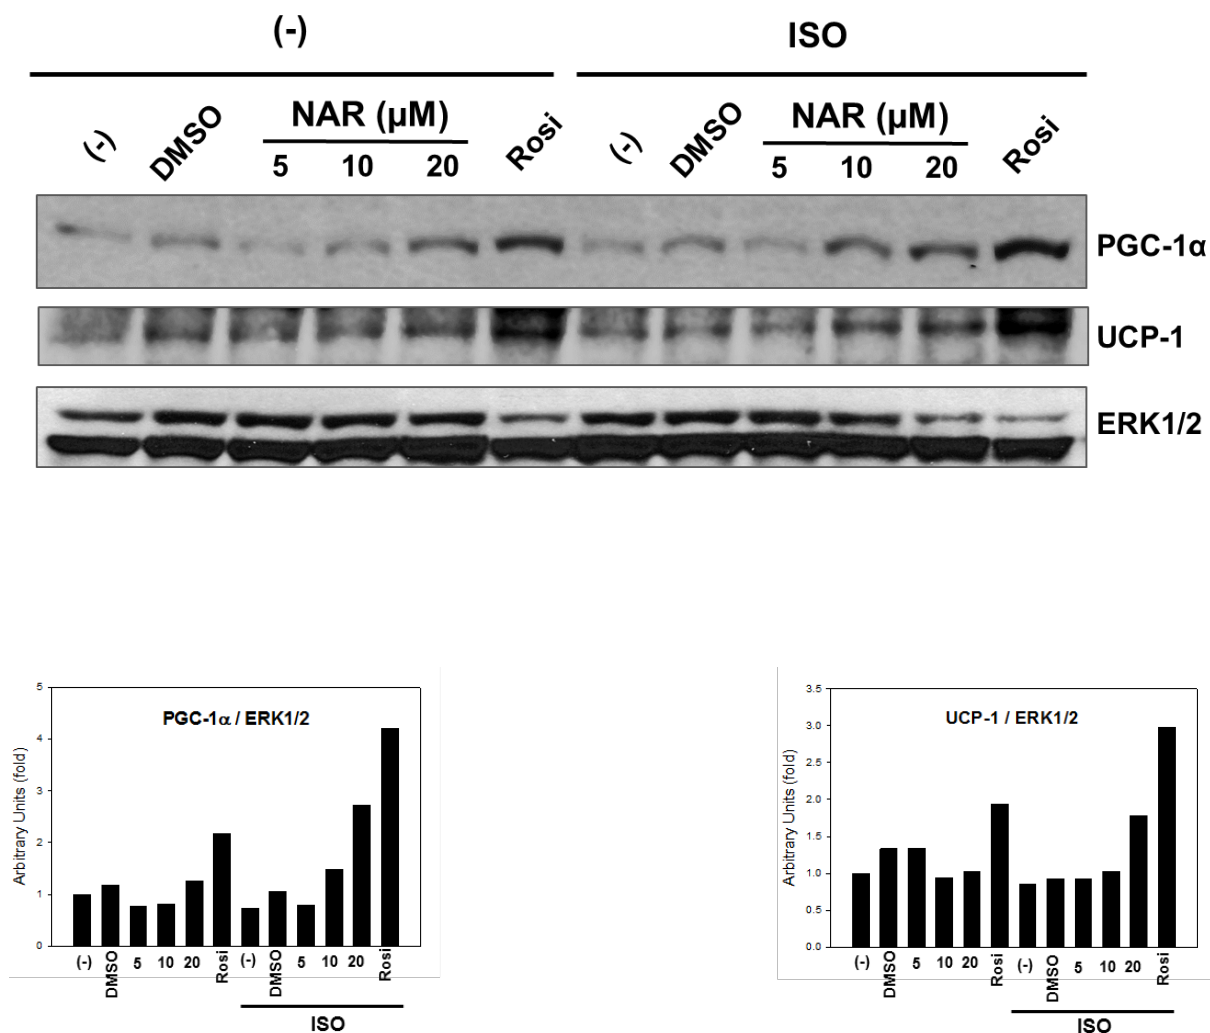 (-) ISO
(-) DMSO NAR (µM) Rosi (-) DMSO NAR (µM) Rosi
5 10 20 5 10 20
PGC-1α
UCP-1
ERK1/2
PGC-1α / ERK1/2
Arbitrary Units (fold)
5
4
3
2
1
0
(-) DMSO 5 10 20 Rosi (-) DMSO 5 10 20 Rosi
ISO
UCP-1 / ERK1/2
Arbitrary Units (fold)
3.5
3.0
2.5
2.0
1.5
1.0
0.5
0.0
(-) DMSO 5 10 20 Rosi (-) DMSO 5 10 20 Rosi
ISO